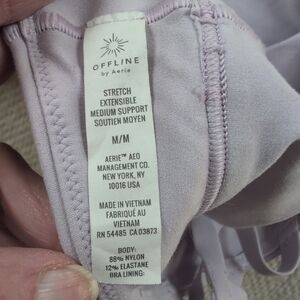 OFFLINE
by Aerie
STRETCH
EXTENSIBLE
MEDIUM SUPPORT
SOUTIEN MOYEN
M/M
AERIE™ AEO
MANAGEMENT CO.
NEW YORK, NY
10016 USA
MADE IN VIETNAM
FABRIQUÉ AU
VIETNAM
RN 54485 CA 03873
BODY:
88% NYLON
12% ELASTANE
BRA LINING: